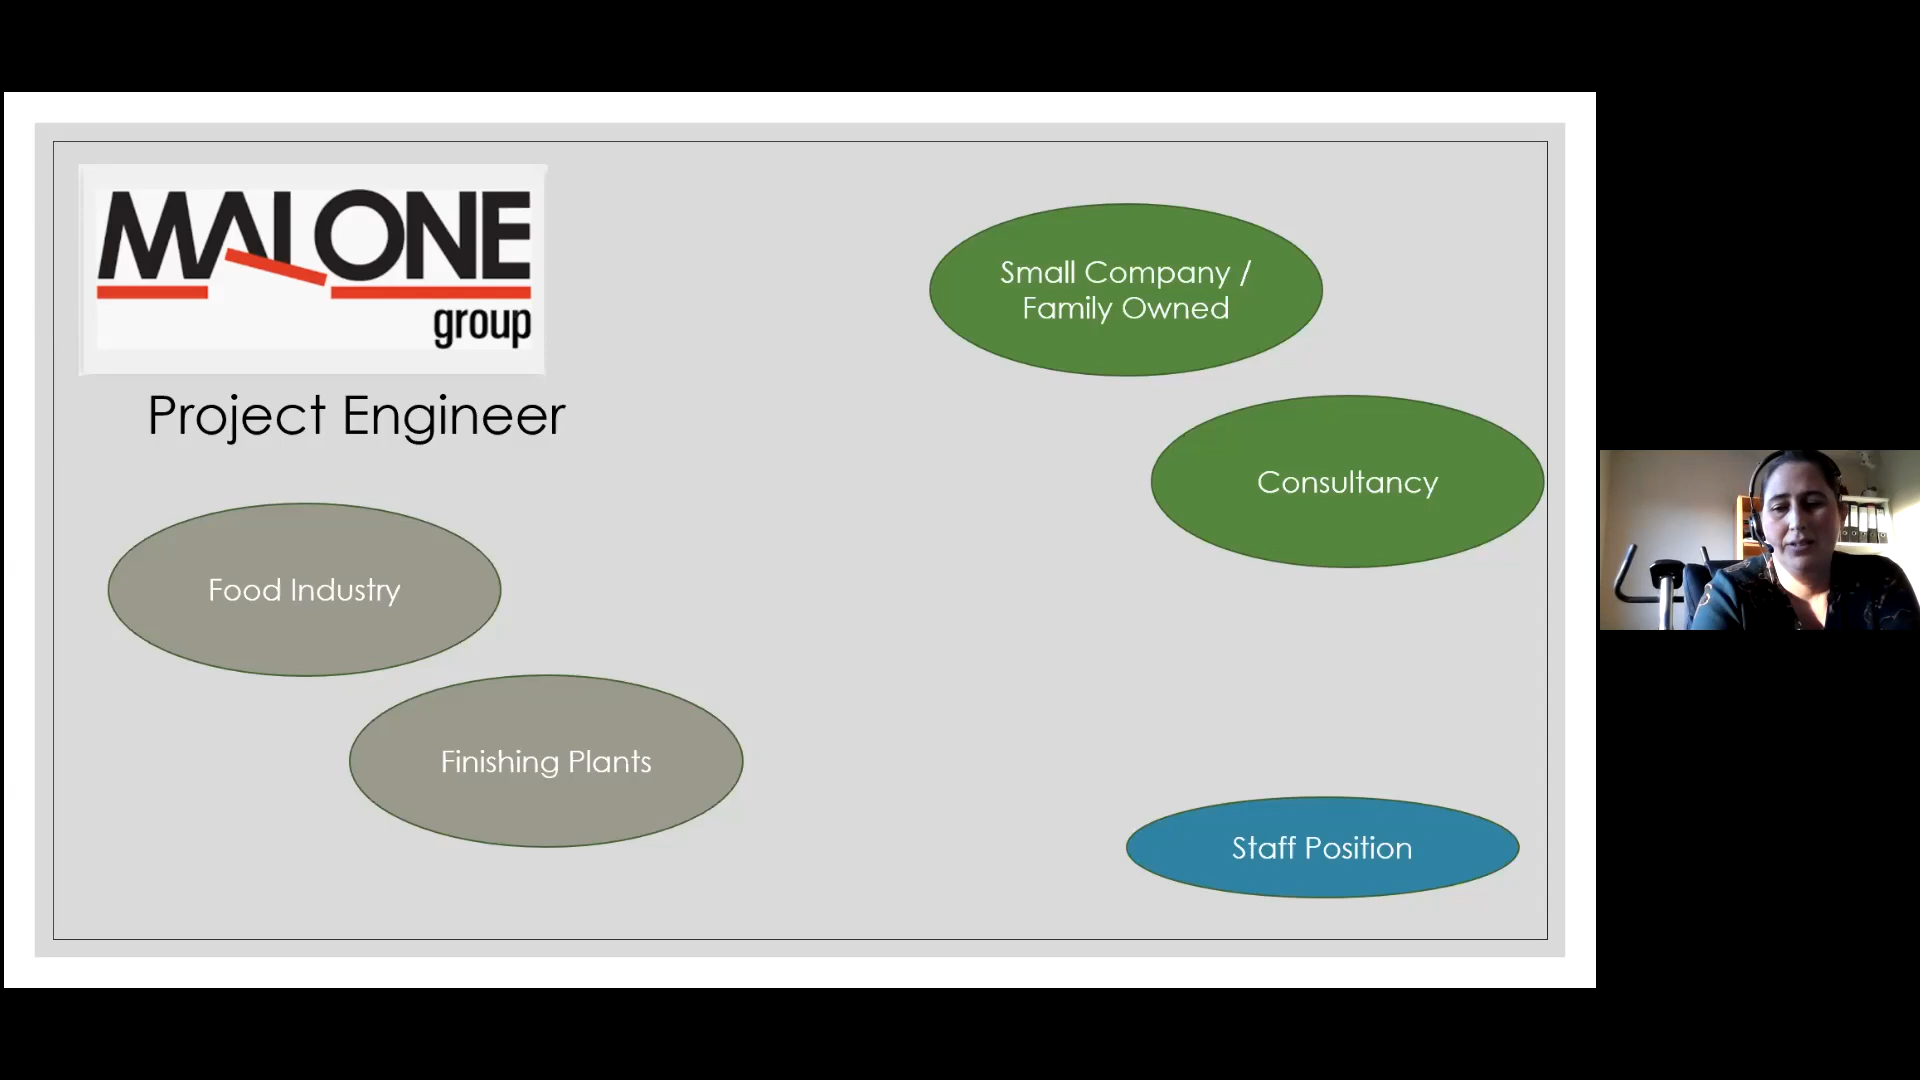 MALONE
group
Project Engineer
Small Company /
Family Owned
Consultancy
Food Industry
Finishing Plants
Staff Position